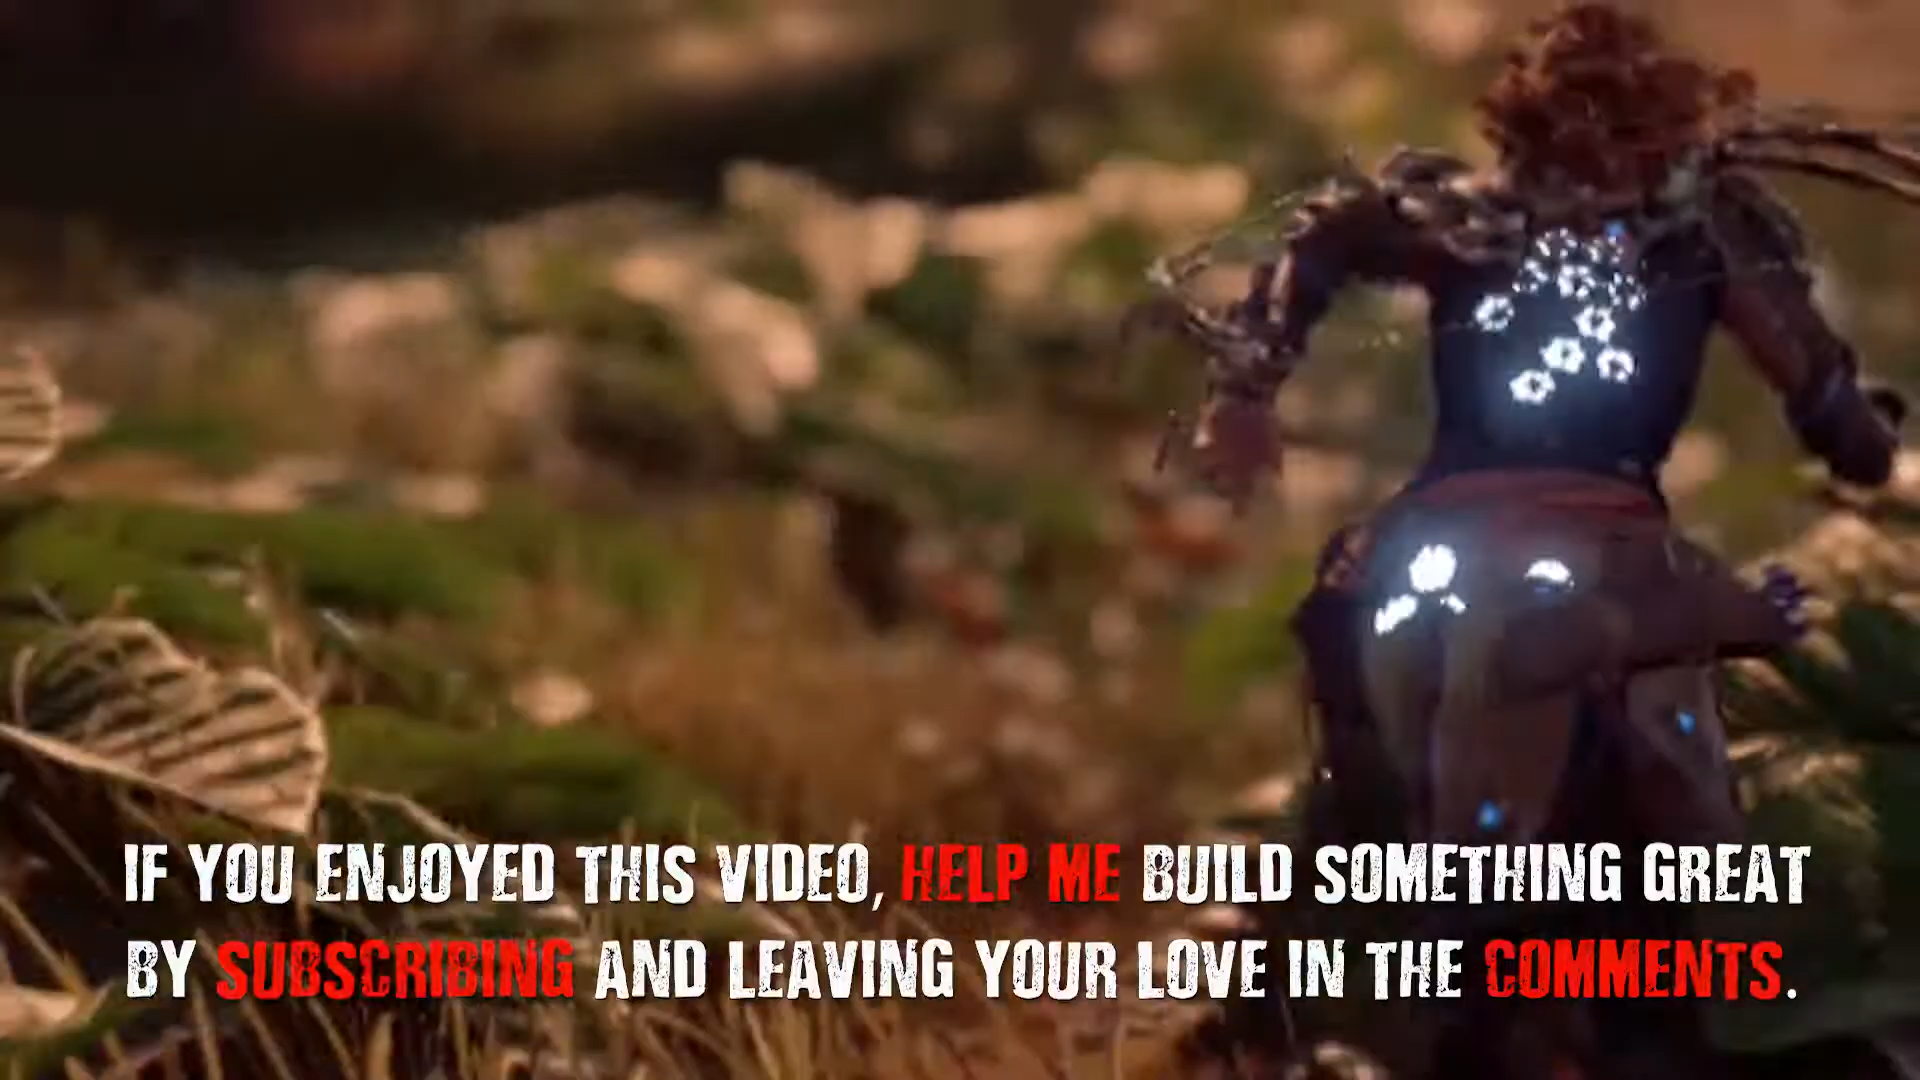 IF YOU ENJOYED THIS VIDEO, HELP ME BUILD SOMETHING GREAT
BY SUBSCRIBING AND LEAVING YOUR LOVE IN THE COMMENTS.